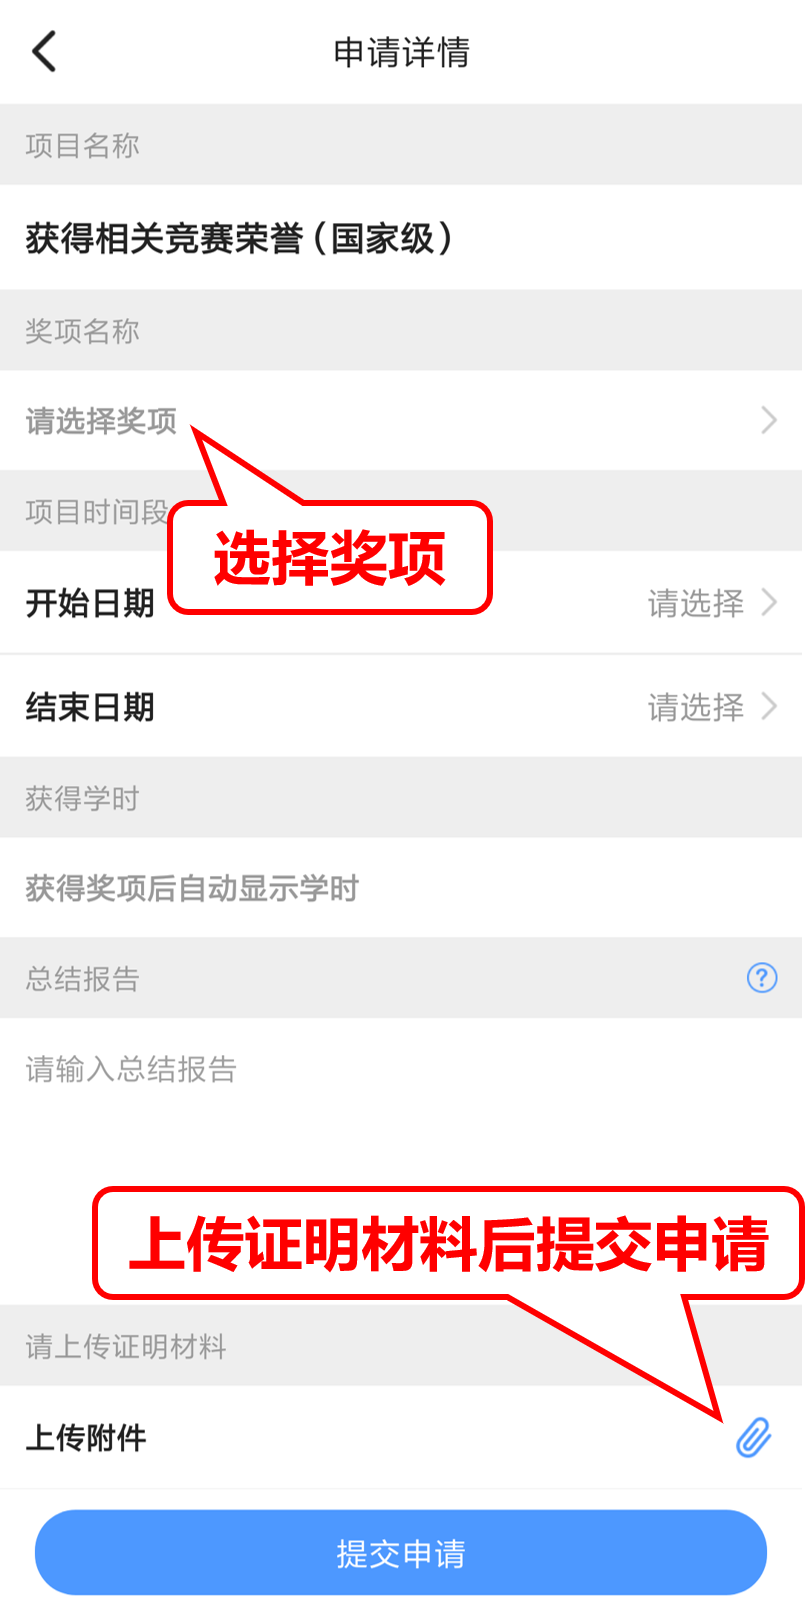 申请详情
项目名称
获得相关竞赛荣誉（国家级）
奖项名称
请选择奖项
项目时间段
选择奖项
开始日期 请选择
结束日期 请选择
获得学时
获得奖项后自动显示学时
总结报告 ?
请输入总结报告
上传证明材料后提交申请
请上传证明材料
上传附件
提交申请